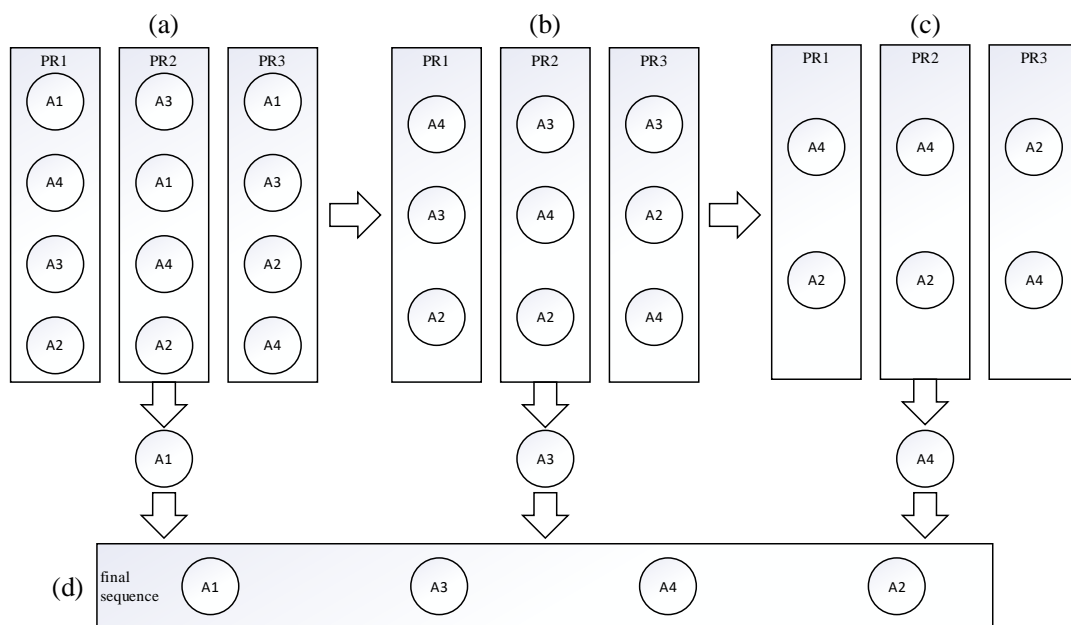 (a) (b) (c)
PR1 PR2 PR3 PR1 PR2 PR3 PR1 PR2 PR3
A1 A3 A1
A4 A3 A3
A4 A4 A2
A4 A1 A3
A3 A4 A2
A3 A4 A2
A2 A2 A4
A2 A2 A4
A2 A2 A4
A1 A3 A4
(d) final
sequence
A1 A3 A4 A2